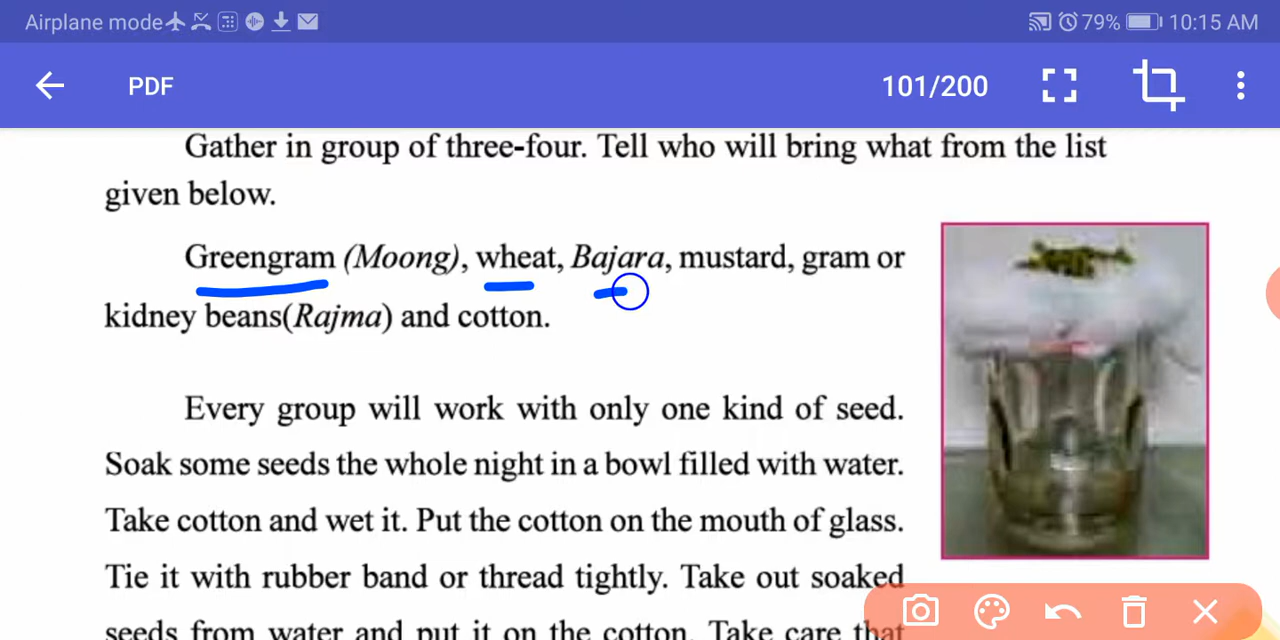 Airplane mode 79% 10:15 AM
PDF 101/200
Gather in group of three-four. Tell who will bring what from the list
given below.
Greengram (Moong), wheat, Bajara, mustard, gram or
kidney beans(Rajma) and cotton.
Every group will work with only one kind of seed.
Soak some seeds the whole night in a bowl filled with water.
Take cotton and wet it. Put the cotton on the mouth of glass.
Tie it with rubber band or thread tightly. Take out soaked
seeds from water and put it on the cotton. Take care that